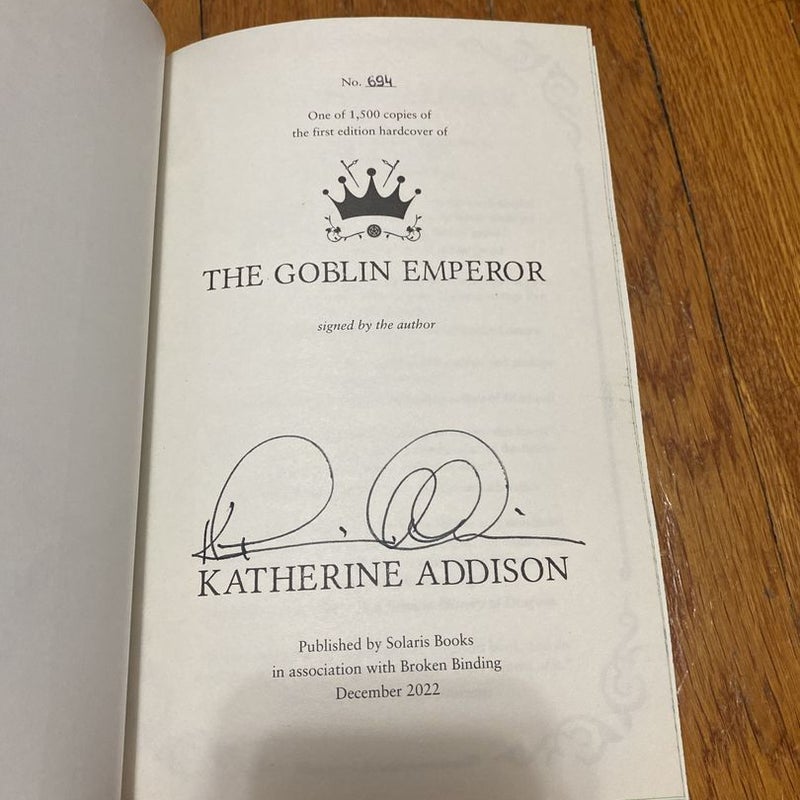 No. 694
One of 1,500 copies of
the first edition hardcover of
THE GOBLIN EMPEROR
signed by the author
KATHERINE ADDISON
Published by Solaris Books
in association with Broken Binding
December 2022